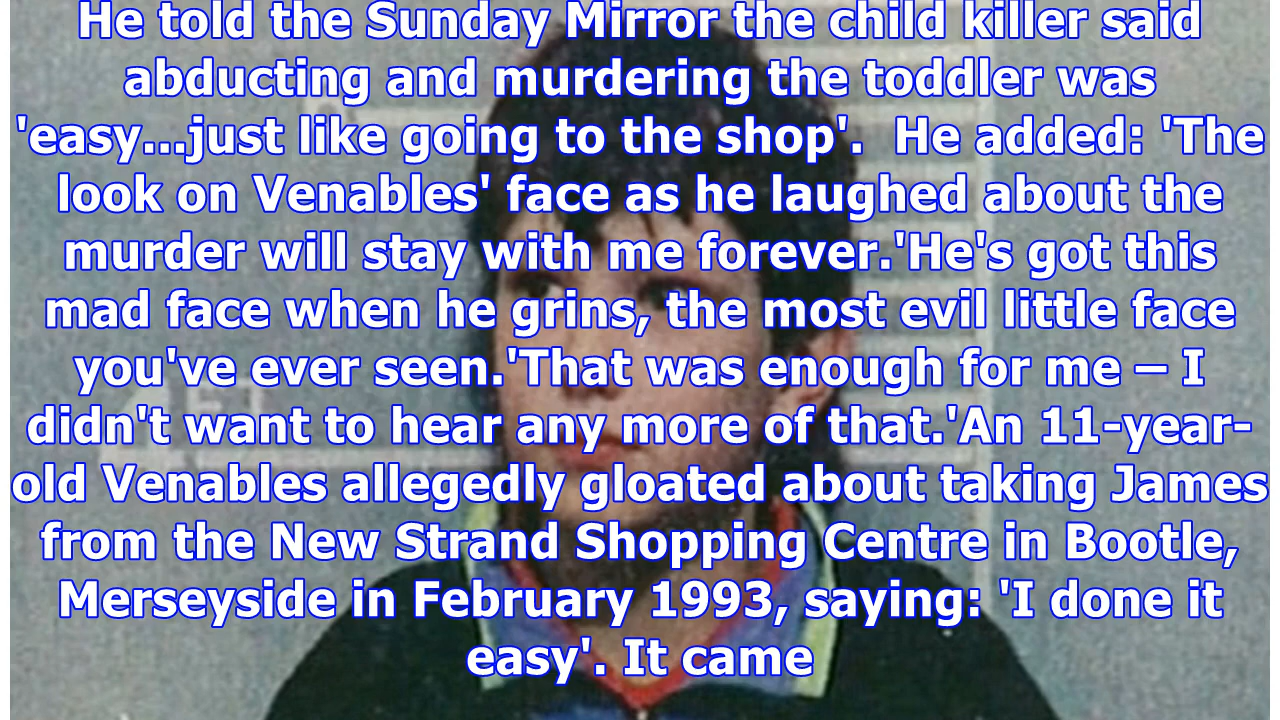 He told the Sunday Mirror the child killer said
abducting and murdering the toddler was
'easy...just like going to the shop'.  He added: 'The
look on Venables' face as he laughed about the
murder will stay with me forever.'He's got this
mad face when he grins, the most evil little face
you've ever seen.'That was enough for me – I
didn't want to hear any more of that.'An 11-year-
old Venables allegedly gloated about taking James
from the New Strand Shopping Centre in Bootle,
Merseyside in February 1993, saying: 'I done it
easy'. It came